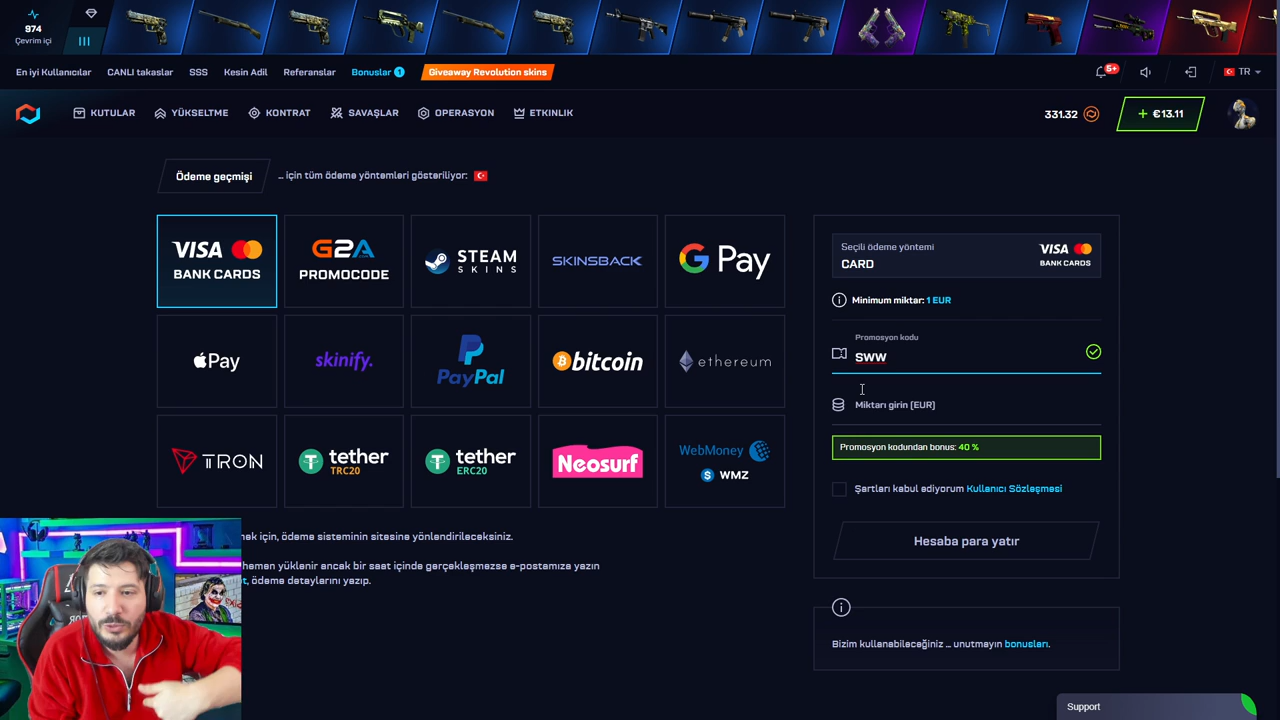 974
Çevrim içi
En iyi Kullanıcılar
CANLI takaslar
SSS
Kesin Adil
Referanslar
Bonuslar 1
Giveaway Revolution skins
5+
TR
KUTULAR
YÜKSELTME
KONTRAT
SAVAŞLAR
OPERASYON
ETKINLIK
331.32
+ €13.11
Ödeme geçmişi
... için tüm ödeme yöntemleri gösteriliyor:
VISA
BANK CARDS
G2A
PROMOCODE
STEAM
SKINS
SKINSBACK
G Pay
Pay
skinify.
PayPal
bitcoin
ethereum
TRON
tether
TRC20
tether
ERC20
Neosurf
WebMoney
WMZ
Seçili ödeme yöntemi
CARD
VISA
BANK CARDS
Minimum miktar: 1 EUR
Promosyon kodu
SWW
Miktarı girin (EUR)
Promosyon kodundan bonus: 40 %
Şartları kabul ediyorum Kullanıcı Sözleşmesi
Hesaba para yatır
için, ödeme sisteminin sitesine yönlendirileceksiniz.
hemen yüklenir ancak bir saat içinde gerçekleşmezse e-postamıza yazın
ödeme detaylarını yazıp.
Bizim kullanabileceğiniz ... unutmayın bonusları.
Support